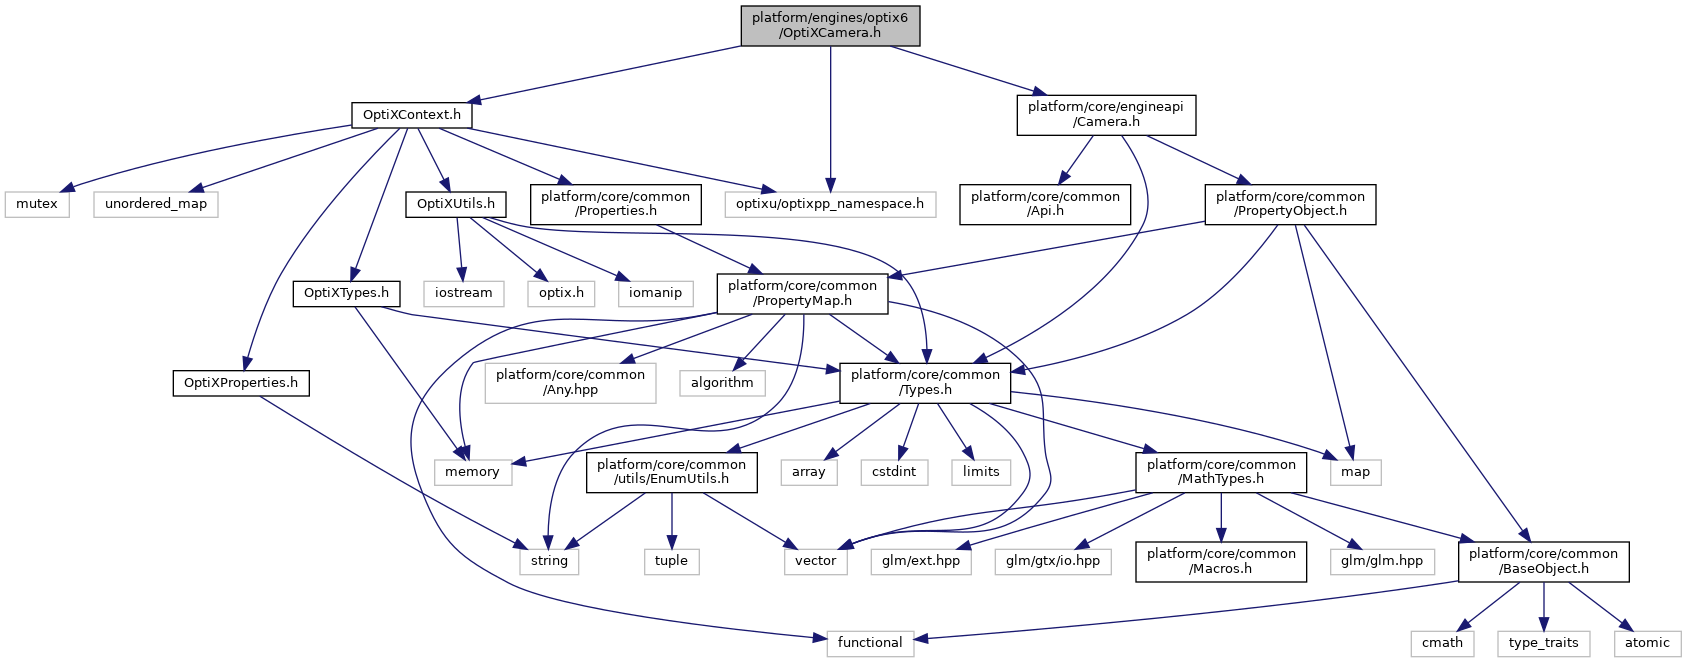 platform/engines/optix6
/OptiXCamera.h
OptiXContext.h
platform/core/engineapi
/Camera.h
mutex
unordered_map
OptiXUtils.h
platform/core/common
/Properties.h
optixu/optixpp_namespace.h
platform/core/common
/Api.h
platform/core/common
/PropertyObject.h
OptiXTypes.h
iostream
optix.h
iomanip
platform/core/common
/PropertyMap.h
OptiXProperties.h
platform/core/common
/Any.hpp
algorithm
platform/core/common
/Types.h
memory
platform/core/common
/utils/EnumUtils.h
array
cstdint
limits
platform/core/common
/MathTypes.h
map
string
tuple
vector
glm/ext.hpp
glm/gtx/io.hpp
platform/core/common
/Macros.h
glm/glm.hpp
platform/core/common
/BaseObject.h
functional
cmath
type_traits
atomic